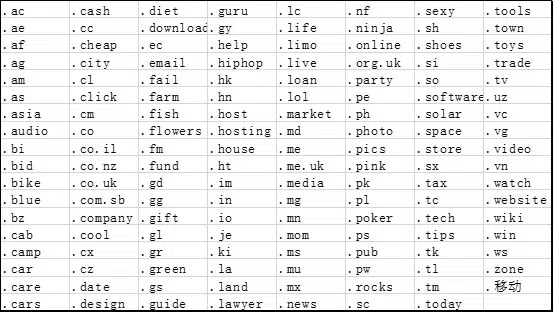 .ac .cash .diet .guru .lc .nf .sexy .tools
.ae .cc .download .gy .life .ninja .sh .town
.af .cheap .ec .help .limo .online .shoes .toys
.ag .city .email .hiphop .live .org.uk .si .trade
.am .cl .fail .hk .loan .party .so .tv
.as .click .farm .hn .lol .pe .software .uz
.asia .cm .fish .host .market .ph .solar .vc
.audio .co .flowers .hosting .md .photo .space .vg
.bi .co.il .fm .house .me .pics .store .video
.bid .co.nz .fund .ht .me.uk .pink .sx .vn
.bike .co.uk .gd .im .media .pk .tax .watch
.blue .com.sb .gg .in .mg .pl .tc .website
.bz .company .gift .io .mn .poker .tech .wiki
.cab .cool .gl .je .mom .ps .tips .win
.camp .cx .gr .ki .ms .pub .tk .ws
.car .cz .green .la .mu .pw .tl .zone
.care .date .gs .land .mx .rocks .tm .移动
.cars .design .guide .lawyer .news .sc .today